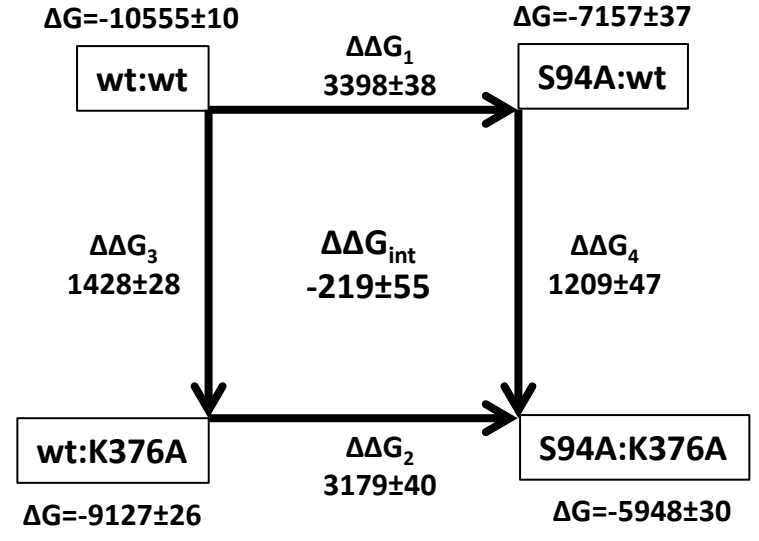 ΔG=-10555±10
ΔG=-7157±37
wt:wt
ΔΔG₁
3398±38
S94A:wt
ΔΔG₃
1428±28
ΔΔGint
-219±55
ΔΔG₄
1209±47
wt:K376A
ΔΔG₂
3179±40
S94A:K376A
ΔG=-9127±26
ΔG=-5948±30